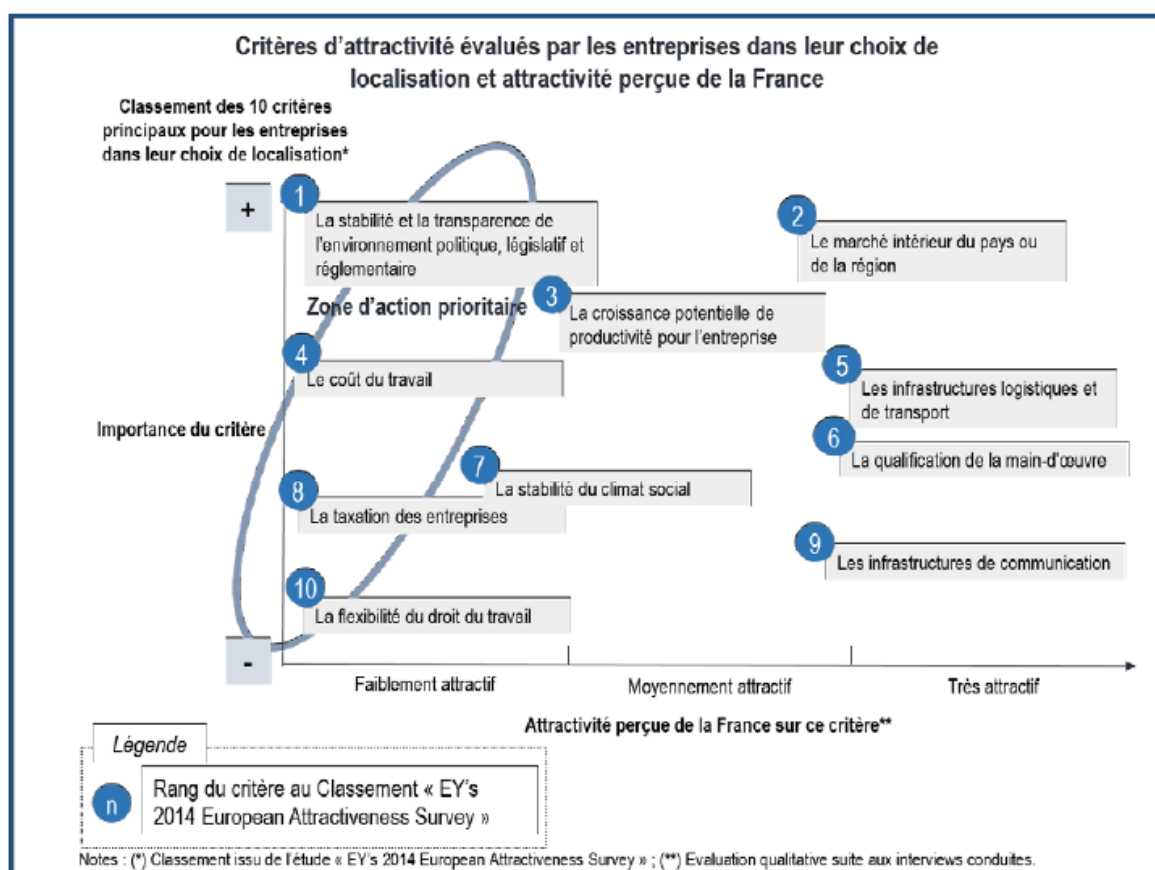 Critères d'attractivité évalués par les entreprises dans leur choix de
localisation et attractivité perçue de la France
Classement des 10 critères
principaux pour les entreprises
dans leur choix de localisation*
+
1
La stabilité et la transparence de
l'environnement politique, législatif et
réglementaire
2
Le marché intérieur du pays ou
de la région
Zone d'action prioritaire
3
La croissance potentielle de
productivité pour l'entreprise
4
Le coût du travail
5
Les infrastructures logistiques et
de transport
Importance du critère
6
La qualification de la main-d'œuvre
7
La stabilité du climat social
8
La taxation des entreprises
9
Les infrastructures de communication
10
La flexibilité du droit du travail
-
Faiblement attractif
Moyennement attractif
Très attractif
Attractivité perçue de la France sur ce critère**
Légende
n
Rang du critère au Classement « EY's
2014 European Attractiveness Survey »
Notes : (*) Classement issu de l'étude « EY's 2014 European Attractiveness Survey » ; (**) Evaluation qualitative suite aux interviews conduites.